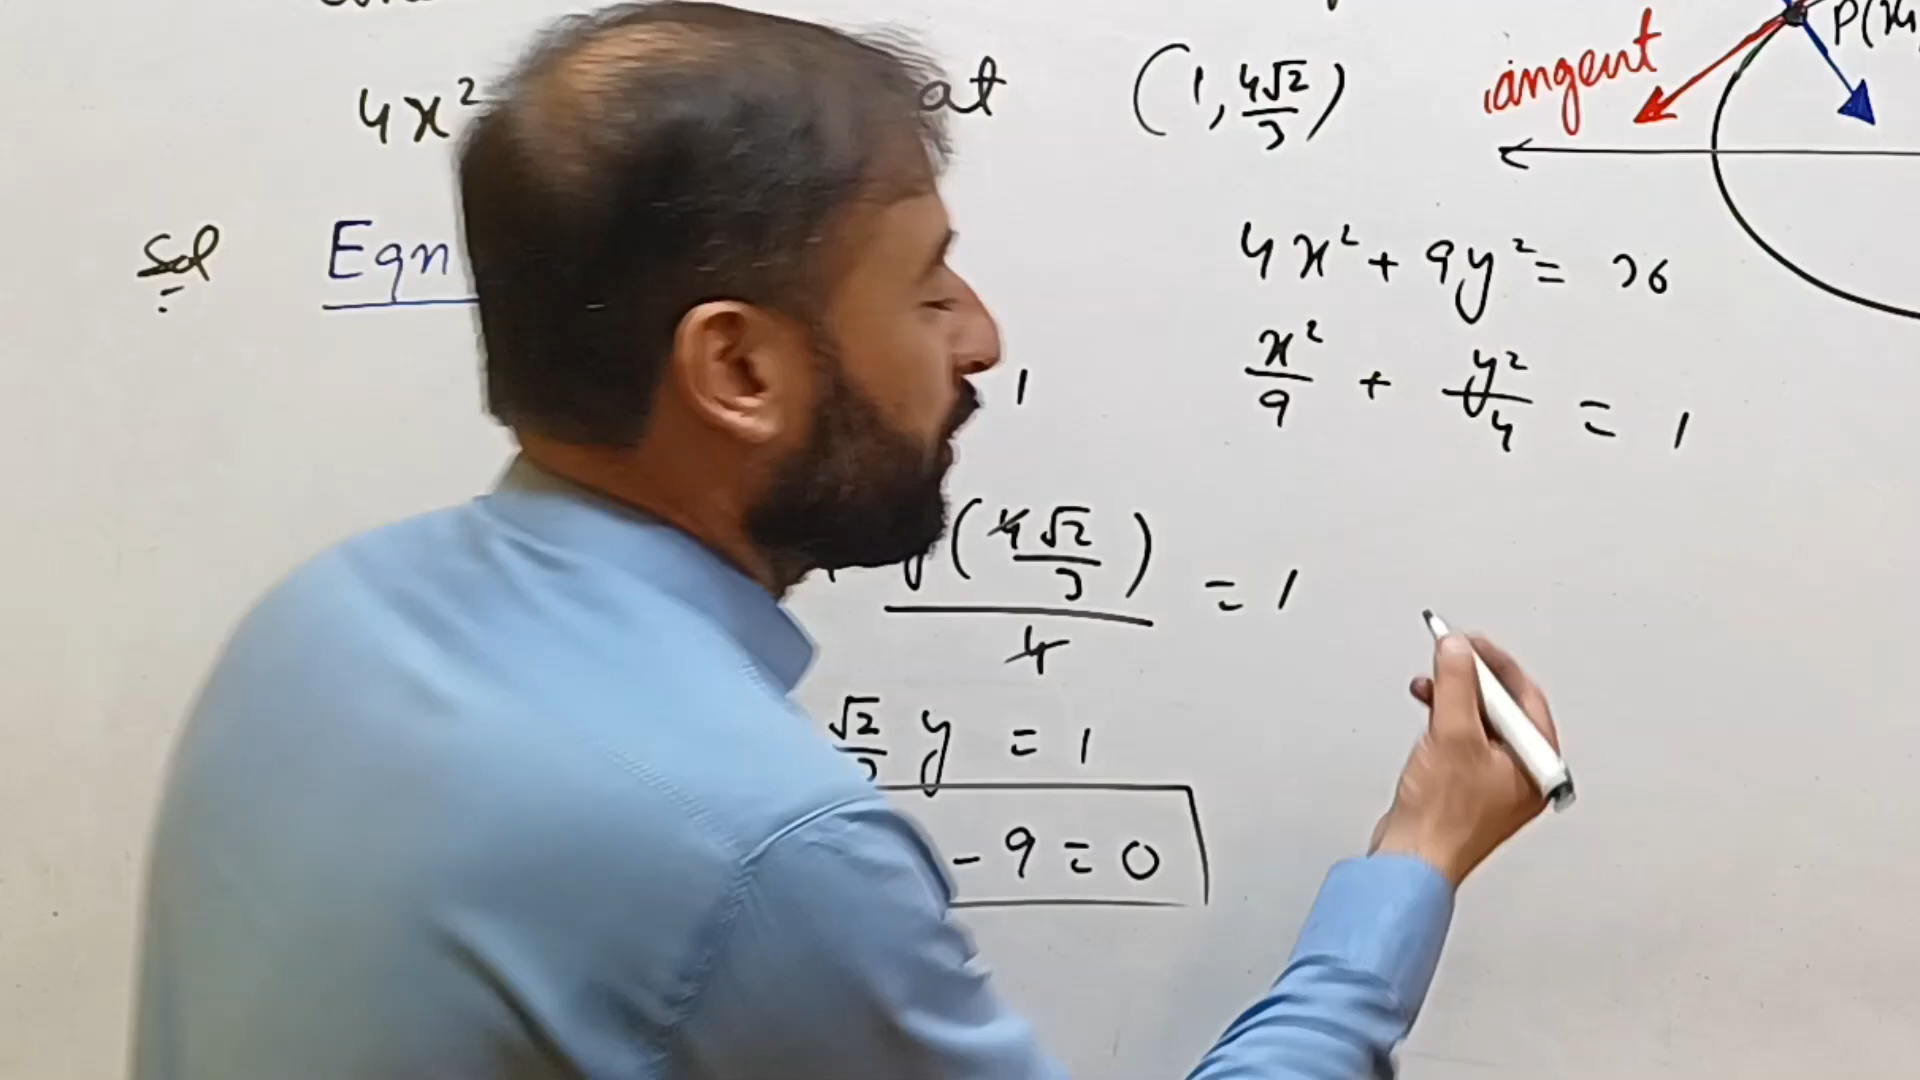 4x² at (1, 4√2/3)
tangent
P(x₁
Sol Eqn
4x² + 9y² = 36
1
x²/9 + y²/4 = 1
y(4√2/3)/4 = 1
√2/3 y = 1
- 9 = 0